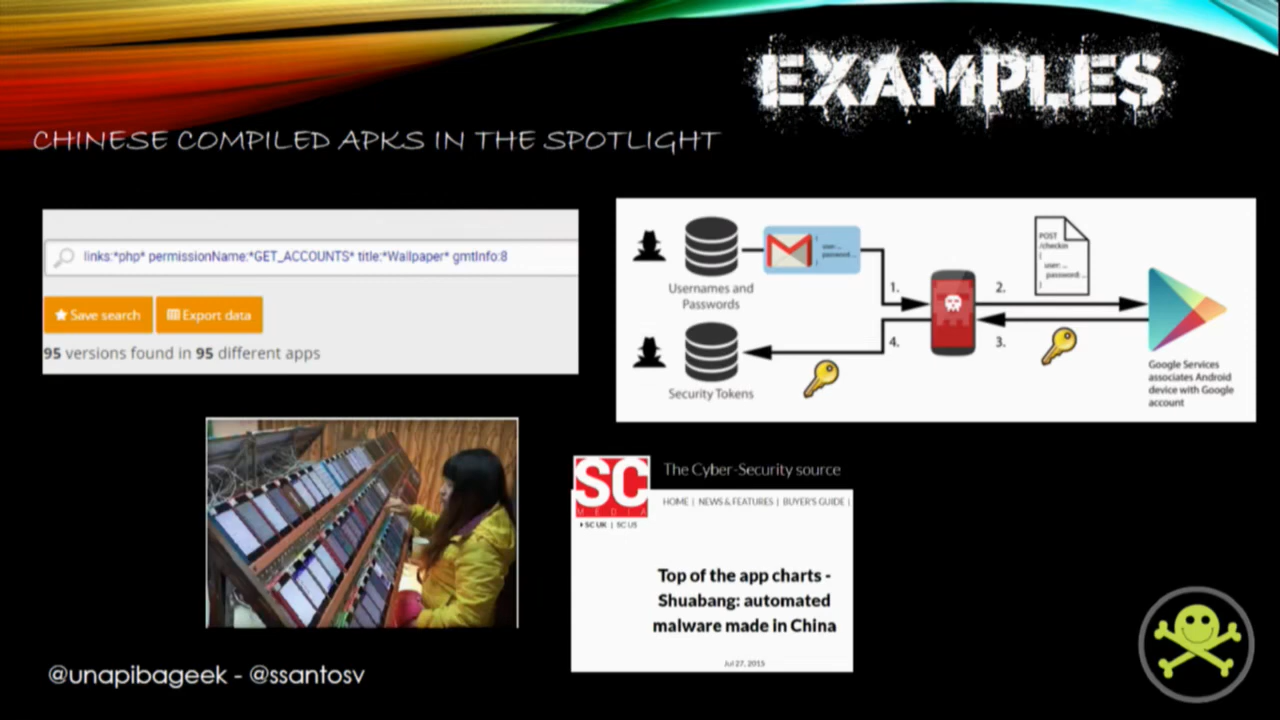 EXAMPLES
CHINESE COMPILED APKS IN THE SPOTLIGHT
links:*php* permissionName:*GET_ACCOUNTS* title:*Wallpaper* gmtInfo:8
Save search
Export data
95 versions found in 95 different apps
Usernames and
Passwords
{
user: ...
password: ...
}
1.
2.
POST
/checkin
{
user: ...
password: ...
}
3.
4.
Security Tokens
Google Services
associates Android
device with Google
account
SC
MEDIA
The Cyber-Security source
HOME | NEWS & FEATURES | BUYER'S GUIDE |
SC UK | SC US
Top of the app charts -
Shuabang: automated
malware made in China
Jul 27, 2015
@unapibageek - @ssantosv